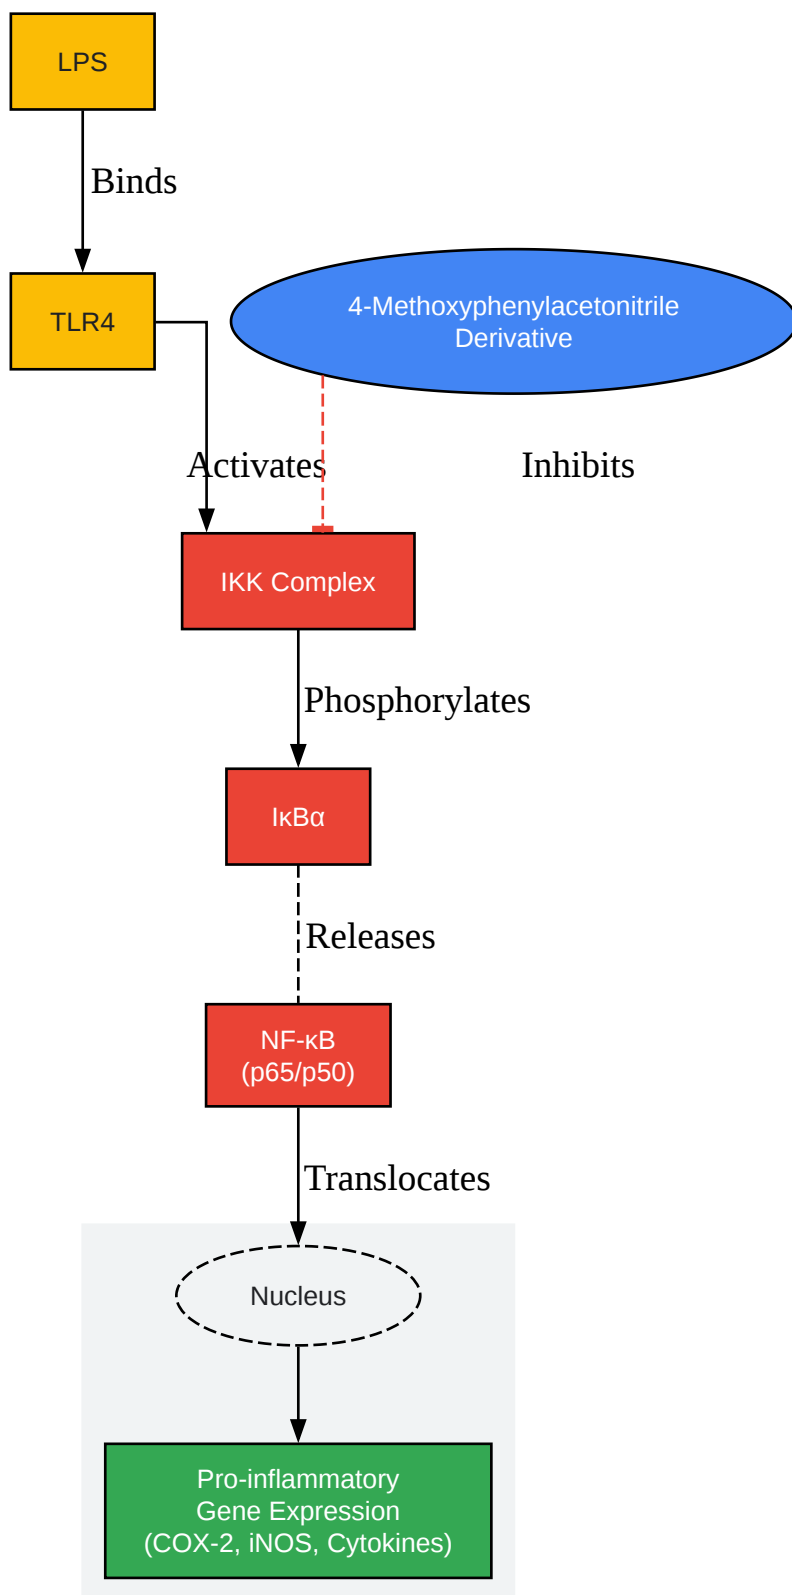 LPS
Binds
TLR4
4-Methoxyphenylacetonitrile
Derivative
Activates
Inhibits
IKK Complex
Phosphorylates
IκBα
Releases
NF-κB
(p65/p50)
Translocates
Nucleus
Pro-inflammatory
Gene Expression
(COX-2, iNOS, Cytokines)